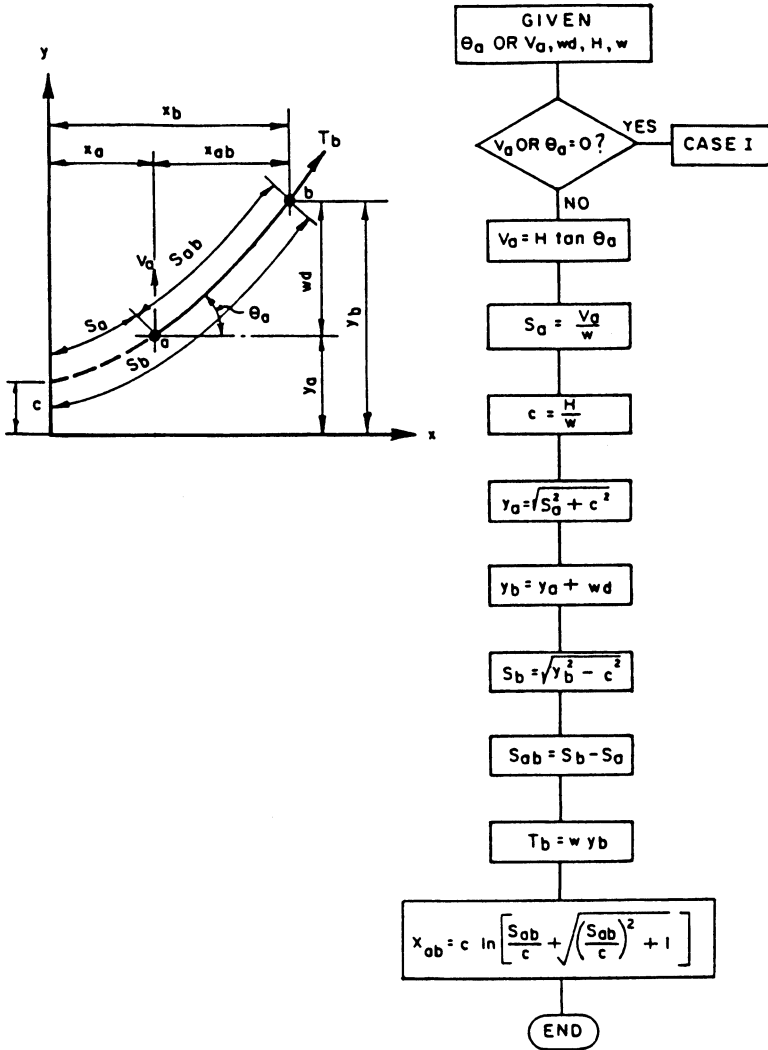 y
x_b
x_a
x_ab
T_b
b
S_ab
V_a
wd
y_b
S_a
θ_a
a
S_b
y_a
c
x
GIVEN
θ_a OR V_a, wd, H, w
V_a OR θ_a = 0 ?
YES
CASE I
NO
V_a = H tan θ_a
S_a = V_a/w
c = H/w
y_a = √(S_a² + c²)
y_b = y_a + wd
S_b = √(y_b² − c²)
S_ab = S_b − S_a
T_b = w y_b
x_ab = c ln [S_ab/c + √((S_ab/c)² + 1)]
END